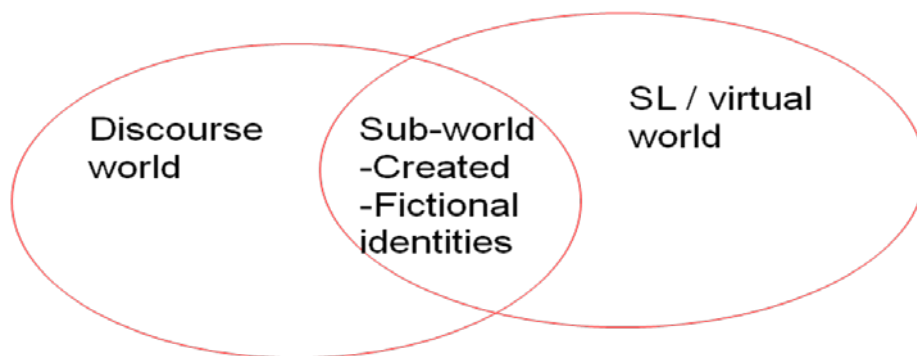 Discourse
world
Sub-world
-Created
-Fictional
identities
SL / virtual
world